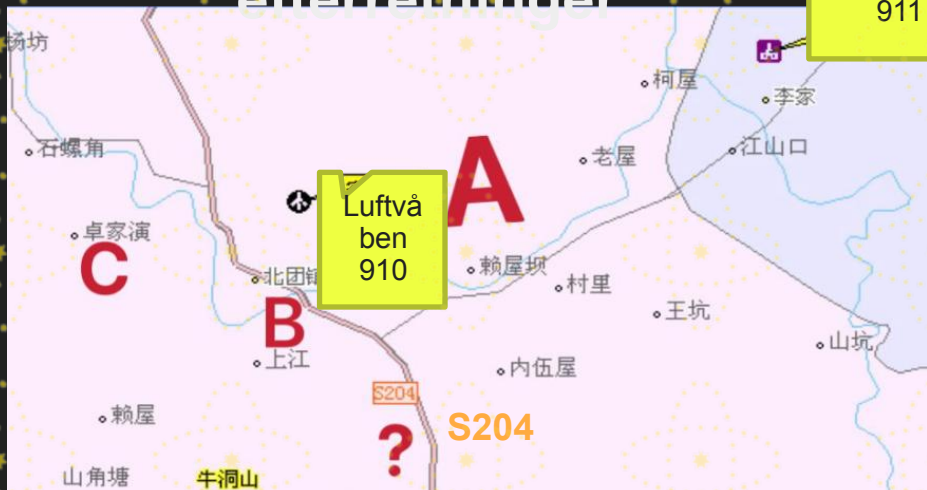 efterretninger
911
杨坊
柯屋
李家
石螺角
老屋
江山口
A
Luftvå
ben
910
卓家演
C
北团镇
赖屋坝
村里
B
王坑
山坑
上江
内伍屋
S204
S204
赖屋
?
山角塘
牛洞山